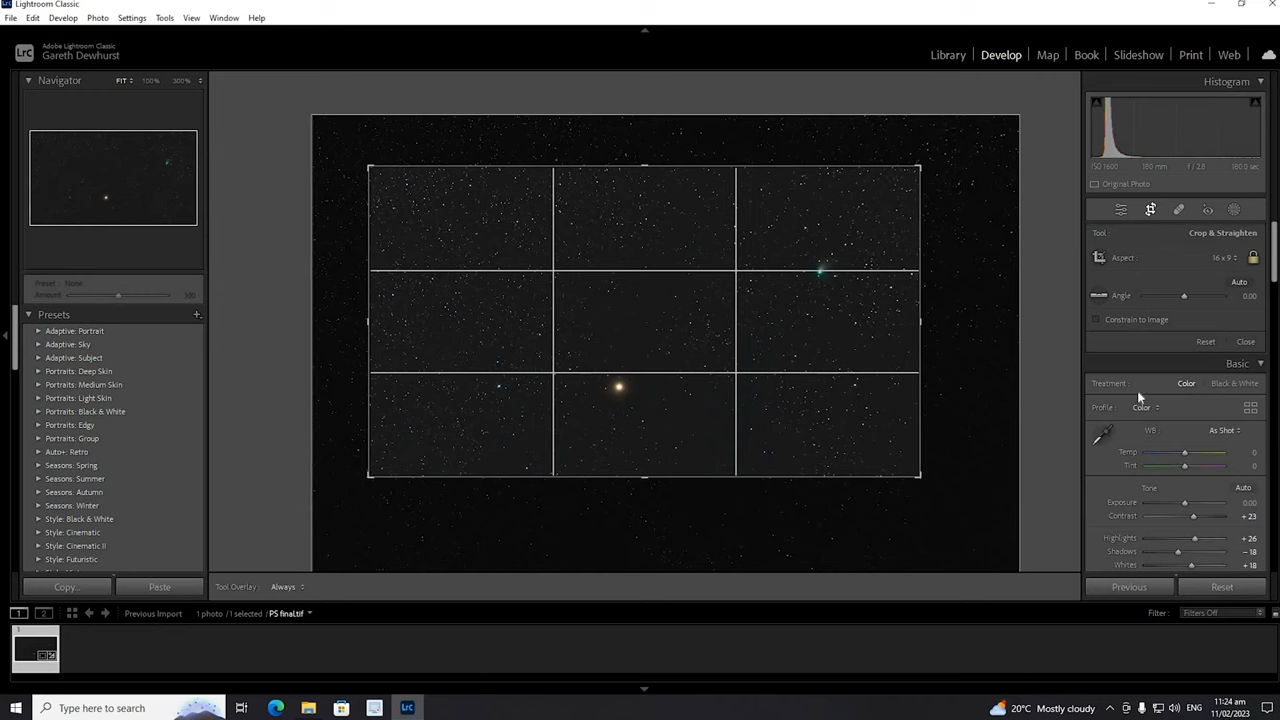 Lightroom Classic
File Edit Develop Photo Settings Tools View Window Help
Lrc
Adobe Lightroom Classic
Gareth Dewhurst
Library Develop Map Book Slideshow Print Web
Navigator FIT 100% 300%
Preset: None
Amount 100
Presets +
Adaptive: Portrait
Adaptive: Sky
Adaptive: Subject
Portraits: Deep Skin
Portraits: Medium Skin
Portraits: Light Skin
Portraits: Black & White
Portraits: Edgy
Portraits: Group
Auto+: Retro
Seasons: Spring
Seasons: Summer
Seasons: Autumn
Seasons: Winter
Style: Black & White
Style: Cinematic
Style: Cinematic II
Style: Futuristic
Copy... Paste
Tool Overlay: Always
Histogram
ISO 1600 180 mm f / 2.8 180.0 sec
Original Photo
Tool: Crop & Straighten
Aspect: 16 x 9
Auto
Angle 0.00
Constrain to Image
Reset Close
Basic
Treatment: Color Black & White
Profile: Color
WB: As Shot
Temp 0
Tint 0
Tone Auto
Exposure 0.00
Contrast + 23
Highlights + 26
Shadows – 18
Whites + 18
Previous Reset
1 2 Previous Import 1 photo / 1 selected / PS final.tif Filter: Filters Off
1
Type here to search
Lrc
20°C Mostly cloudy
11:24 am
11/02/2023